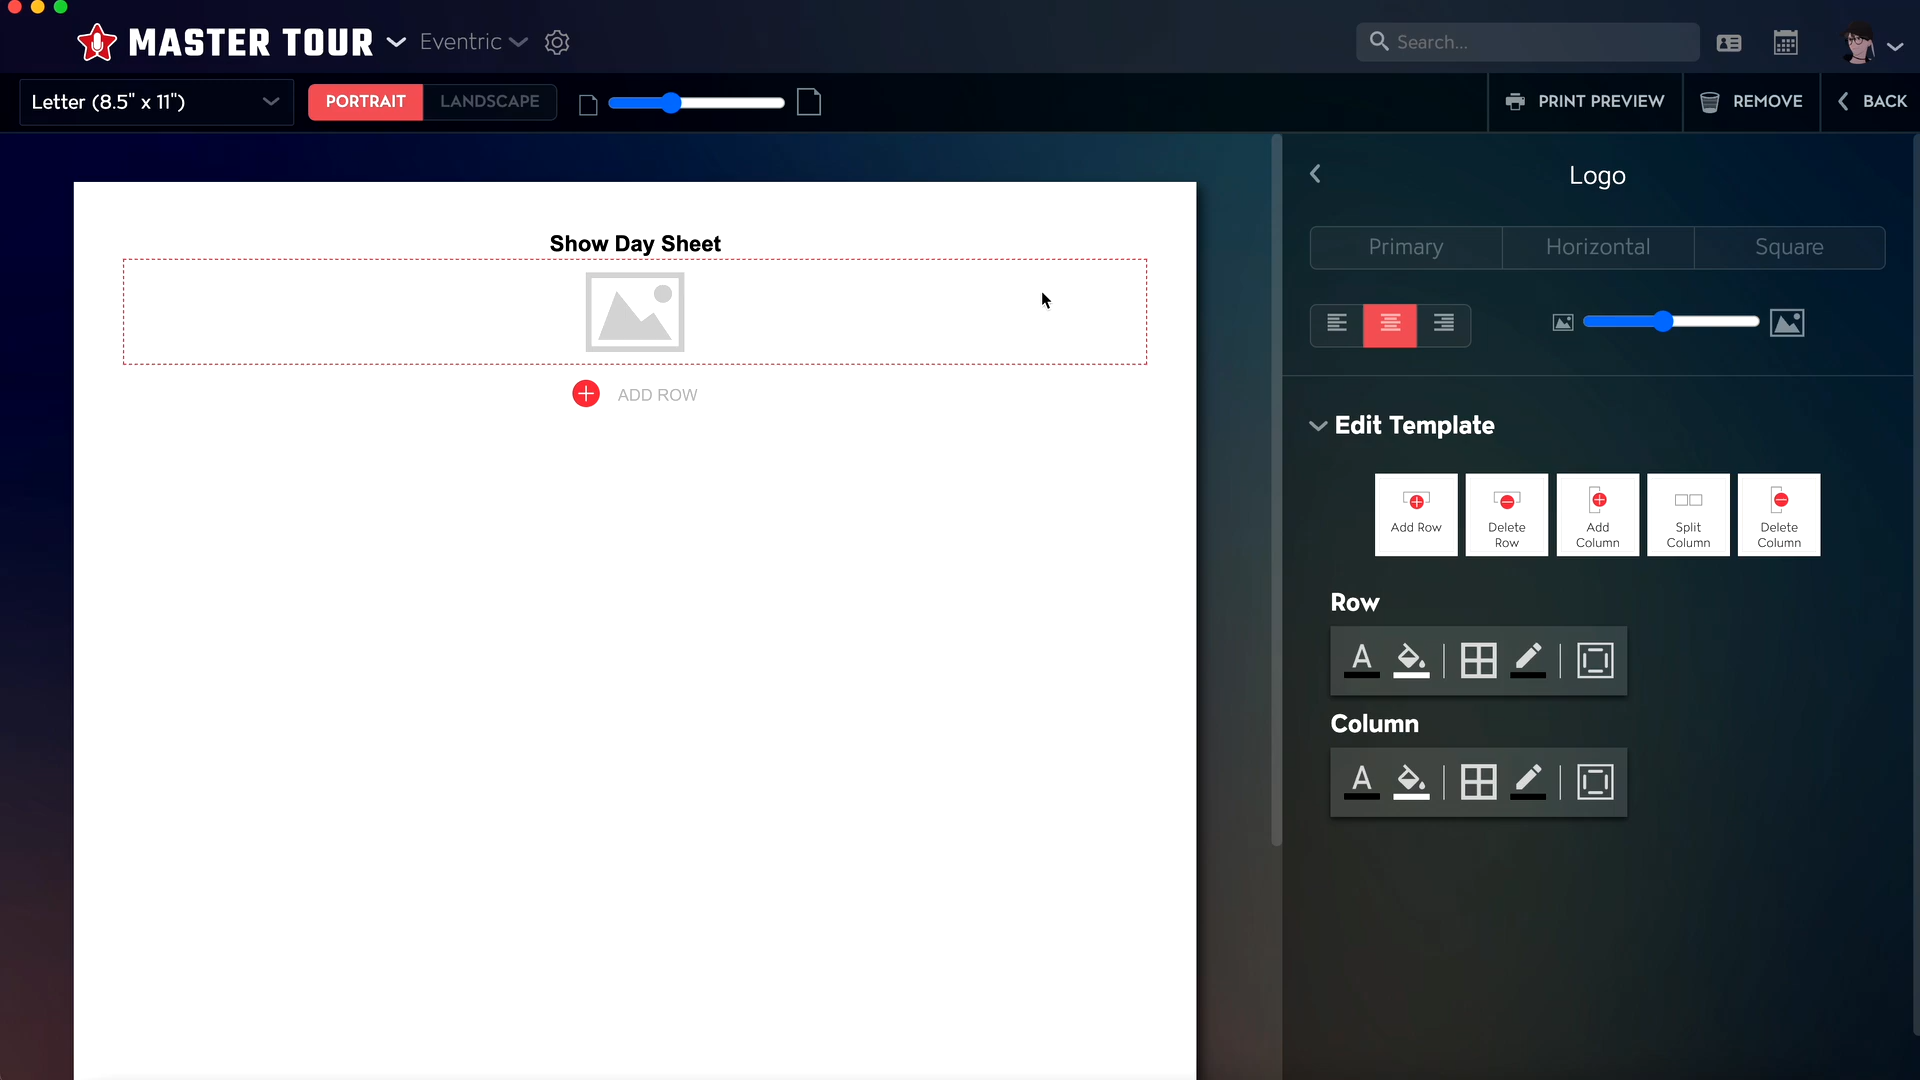 MASTER TOUR
Eventric
Search...
Letter (8.5" x 11")
PORTRAIT
LANDSCAPE
PRINT PREVIEW
REMOVE
BACK
Logo
Primary
Horizontal
Square
Show Day Sheet
ADD ROW
Edit Template
Add Row
Delete
Row
Add
Column
Split
Column
Delete
Column
Row
A
Column
A